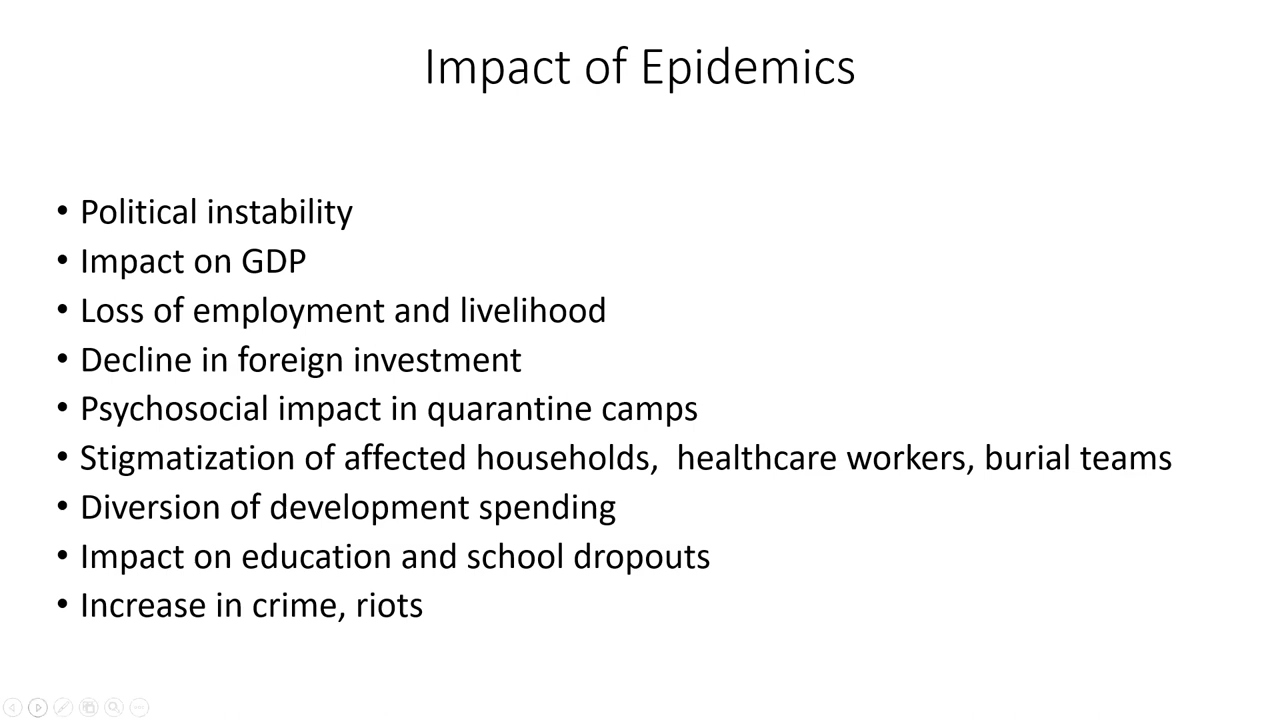 Impact of Epidemics
• Political instability
• Impact on GDP
• Loss of employment and livelihood
• Decline in foreign investment
• Psychosocial impact in quarantine camps
• Stigmatization of affected households,  healthcare workers, burial teams
• Diversion of development spending
• Impact on education and school dropouts
• Increase in crime, riots